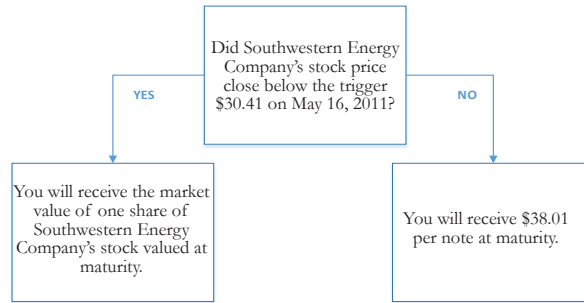 Did Southwestern Energy
Company's stock price
close below the trigger
$30.41 on May 16, 2011?
YES
NO
You will receive the market
value of one share of
Southwestern Energy
Company's stock valued at
maturity.
You will receive $38.01
per note at maturity.